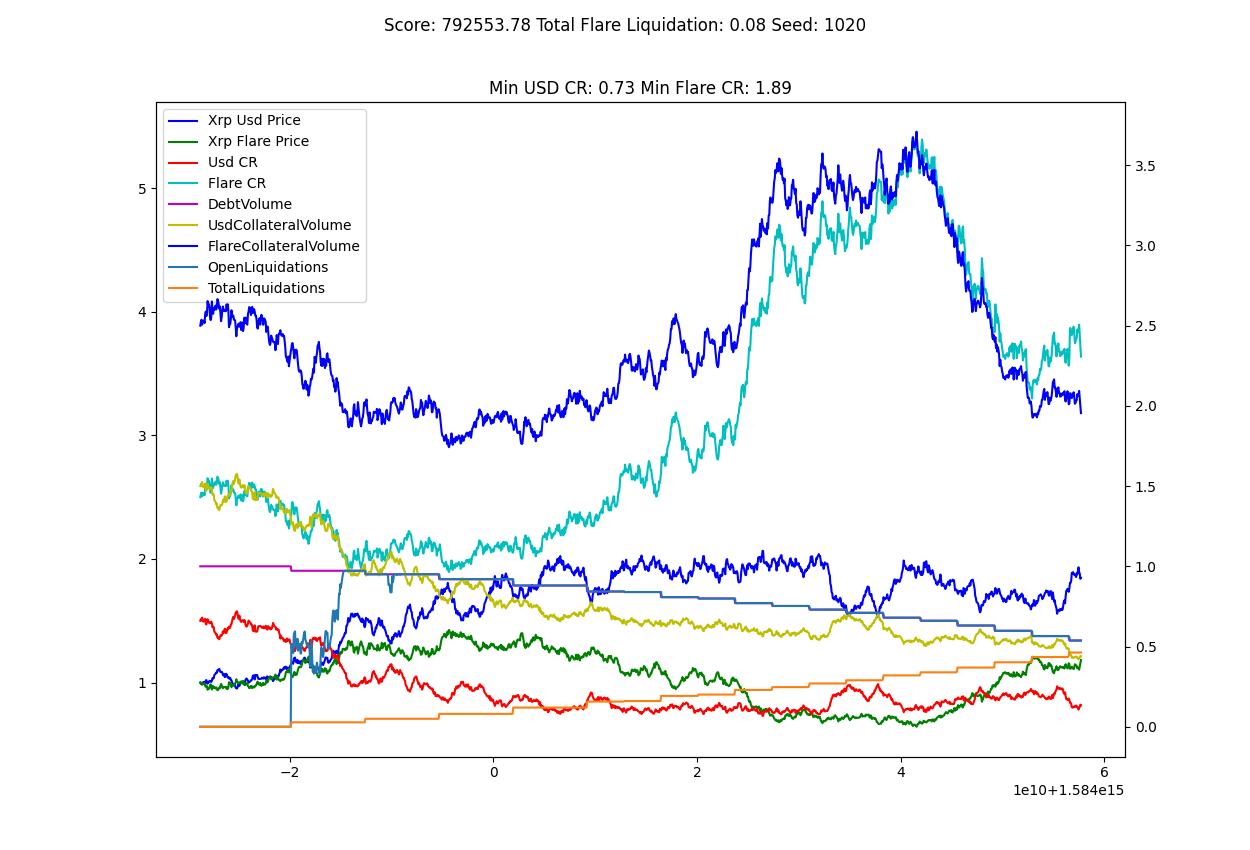 Score: 792553.78 Total Flare Liquidation: 0.08 Seed: 1020
Min USD CR: 0.73 Min Flare CR: 1.89
Xrp Usd Price
Xrp Flare Price
Usd CR
Flare CR
DebtVolume
UsdCollateralVolume
FlareCollateralVolume
OpenLiquidations
TotalLiquidations
5
4
3
2
1
3.5
3.0
2.5
2.0
1.5
1.0
0.5
0.0
−2 0 2 4 6
1e10+1.584e15